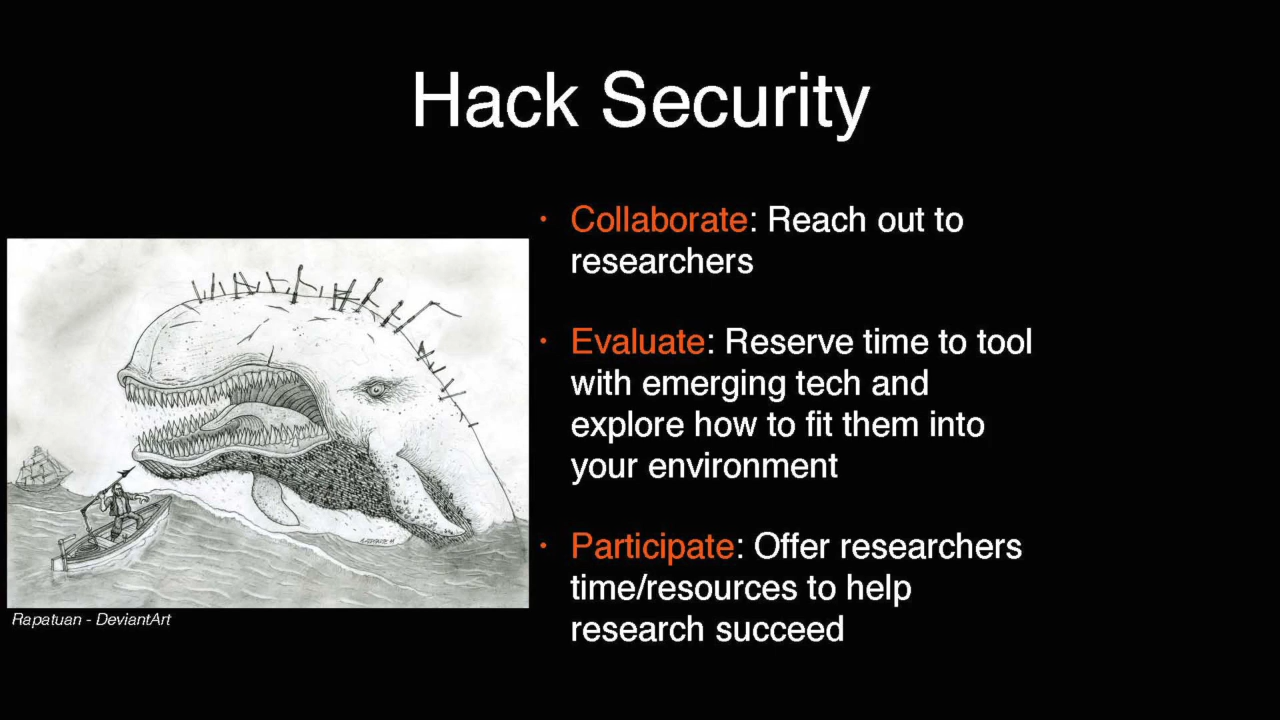 Hack Security
• Collaborate: Reach out to
researchers
• Evaluate: Reserve time to tool
with emerging tech and
explore how to fit them into
your environment
• Participate: Offer researchers
time/resources to help
research succeed
Rapatuan - DeviantArt